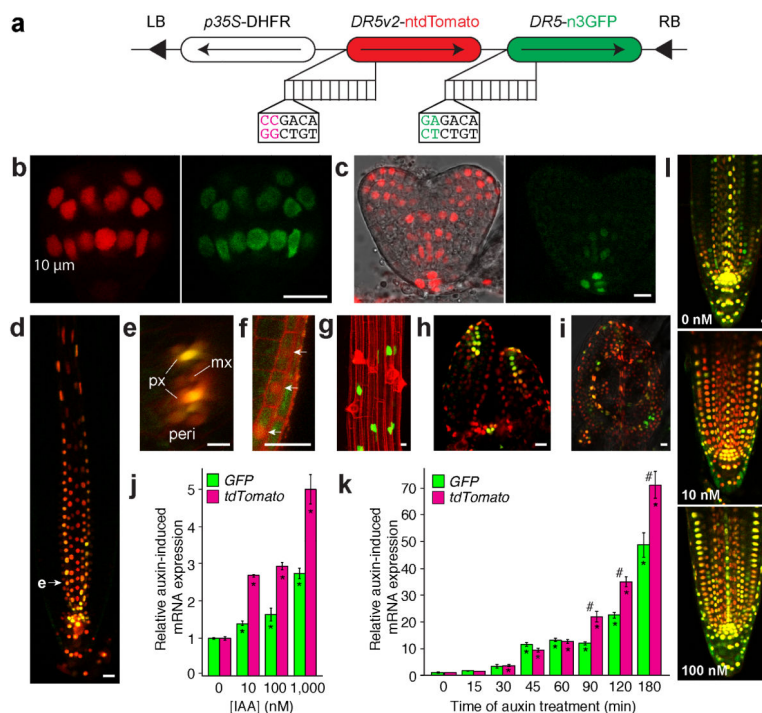 a
LB
p35S-DHFR
DR5v2-ntdTomato
DR5-n3GFP
RB
CCGACA
GGCTGT
GAGACA
CTCTGT
b
10 µm
c
l
0 nM
10 nM
100 nM
d
e
e
px
mx
peri
f
g
h
i
j
GFP
tdTomato
Relative auxin-induced
mRNA expression
5
4
3
2
1
0
*
*
*
*
*
*
0
10
100
1,000
[IAA] (nM)
k
GFP
tdTomato
Relative auxin-induced
mRNA expression
70
60
50
40
30
20
10
0
*
*
*
*
*
*
#
*
*
#
*
*
#
*
*
0
15
30
45
60
90
120
180
Time of auxin treatment (min)